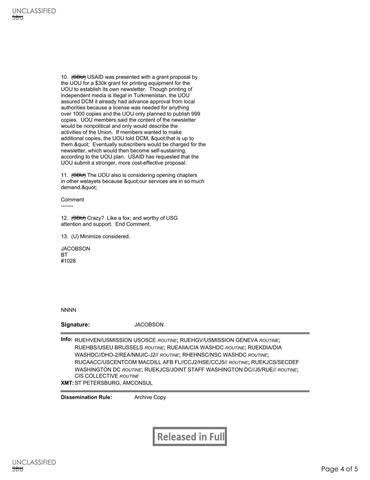 UNCLASSIFIED
SBU
10. (SBU) USAID was presented with a grant proposal by
the UOU for a $30k grant for printing equipment for the
UOU to establish its own newsletter. Though printing of
independent media is illegal in Turkmenistan, the UOU
assured DCM it already had advance approval from local
authorities because a license was needed for anything
over 1000 copies and the UOU only planned to publish 999
copies. UOU members said the content of the newsletter
would be nonpolitical and only would describe the
activities of the Union. If members wanted to make
additional copies, the UOU told DCM, &quot;that is up to
them.&quot; Eventually subscribers would be charged for the
newsletter, which would then become self-sustaining,
according to the UOU plan. USAID has requested that the
UOU submit a stronger, more cost-effective proposal.
11. (SBU) The UOU is also considering opening chapters
in other welayets because &quot;our services are in so much
demand.&quot;
Comment
-------
12. (SBU) Crazy? Like a fox; and worthy of USG
attention and support. End Comment.
13. (U) Minimize considered.
JACOBSON
BT
#1028
NNNN
Signature: JACOBSON
Info: RUEHVEN/USMISSION USOSCE ROUTINE; RUEHGV/USMISSION GENEVA ROUTINE;
RUEHBS/USEU BRUSSELS ROUTINE; RUEAIIA/CIA WASHDC ROUTINE; RUEKDIA/DIA
WASHDC//DHO-2/REA/NMJIC-J2// ROUTINE; RHEHNSC/NSC WASHDC ROUTINE;
RUCAACC/USCENTCOM MACDILL AFB FL//CCJ2/HSE/CCJ5// ROUTINE; RUEKJCS/SECDEF
WASHINGTON DC ROUTINE; RUEKJCS/JOINT STAFF WASHINGTON DC//J5/RUE// ROUTINE;
CIS COLLECTIVE ROUTINE
XMT: ST PETERSBURG, AMCONSUL
Dissemination Rule: Archive Copy
Released in Full
UNCLASSIFIED
SBU
Page 4 of 5